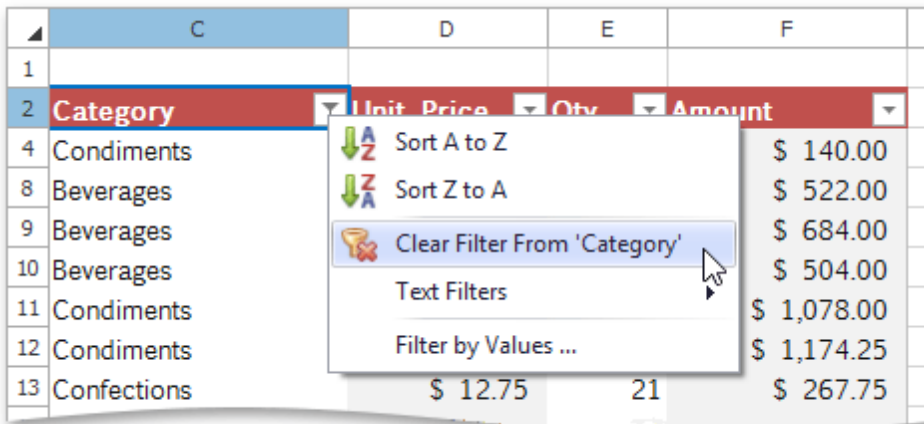 C D E F
1
2 Category Unit Price Qty Amount
4 Condiments $ 140.00
8 Beverages $ 522.00
9 Beverages $ 684.00
10 Beverages $ 504.00
11 Condiments $ 1,078.00
12 Condiments $ 1,174.25
13 Confections $ 12.75 21 $ 267.75
Sort A to Z
Sort Z to A
Clear Filter From 'Category'
Text Filters
Filter by Values ...